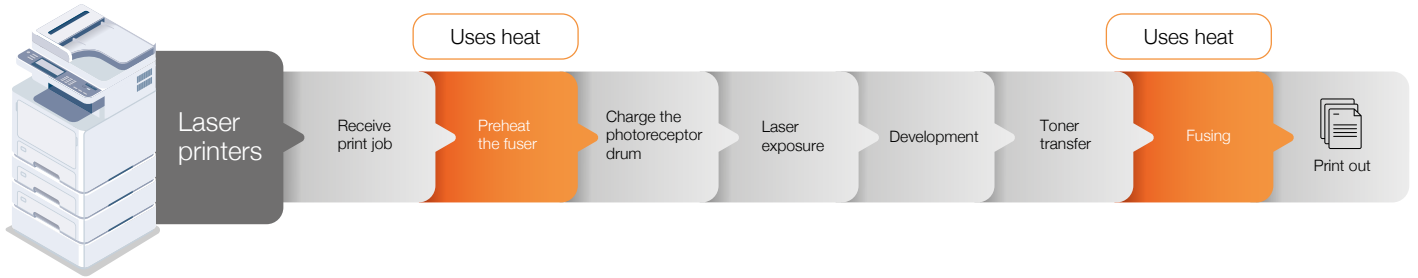 Uses heat
Uses heat
Laser
printers
Receive
print job
Preheat
the fuser
Charge the
photoreceptor
drum
Laser
exposure
Development
Toner
transfer
Fusing
Print out